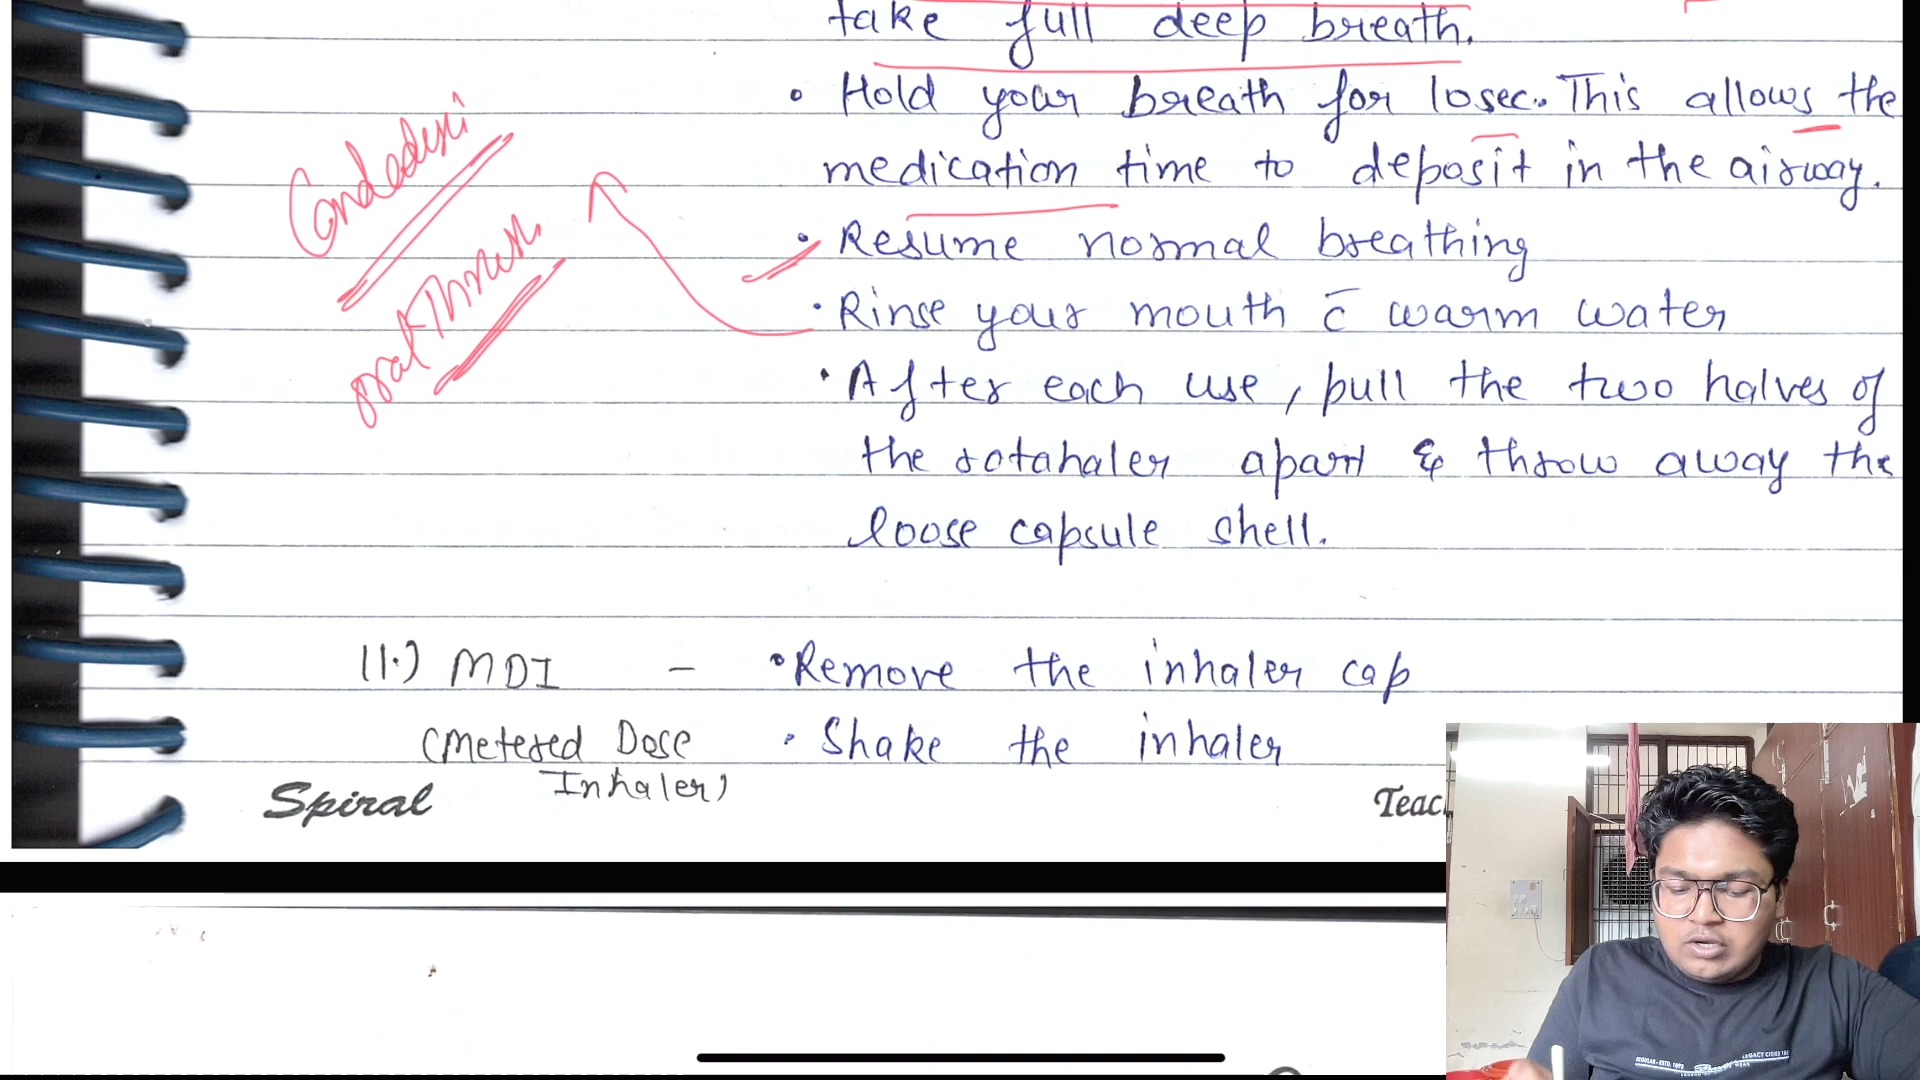 take full deep breath.
• Hold your breath for 10sec. This allows the
medication time to deposit in the airway.
• Resume normal breathing
• Rinse your mouth c̄ warm water
• After each use, pull the two halves of
the rotahaler apart & throw away the
loose capsule shell.
oral Thrush
11.) MDI – • Remove the inhaler cap
(Metered Dose • Shake the inhaler
Inhaler)
Spiral
Teac
LEGACY CITIES